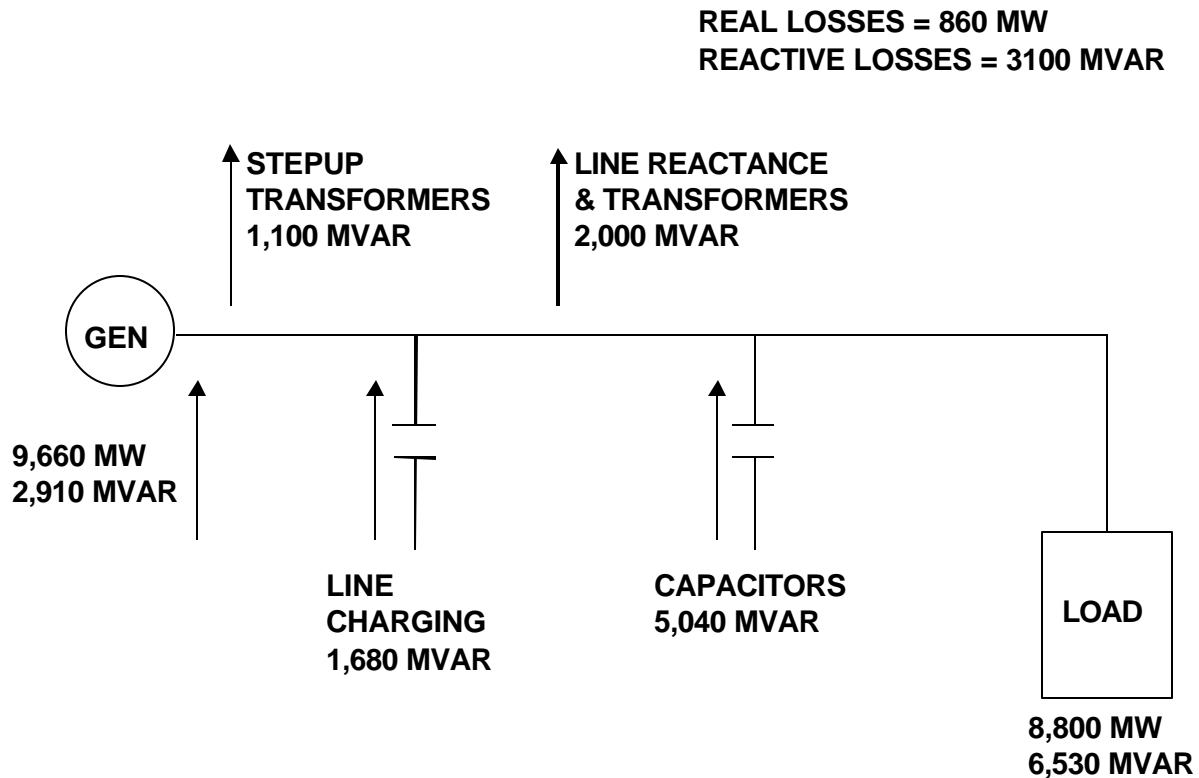 REAL LOSSES = 860 MW
REACTIVE LOSSES = 3100 MVAR
STEPUP
TRANSFORMERS
1,100 MVAR
LINE REACTANCE
& TRANSFORMERS
2,000 MVAR
GEN
9,660 MW
2,910 MVAR
LINE
CHARGING
1,680 MVAR
CAPACITORS
5,040 MVAR
LOAD
8,800 MW
6,530 MVAR